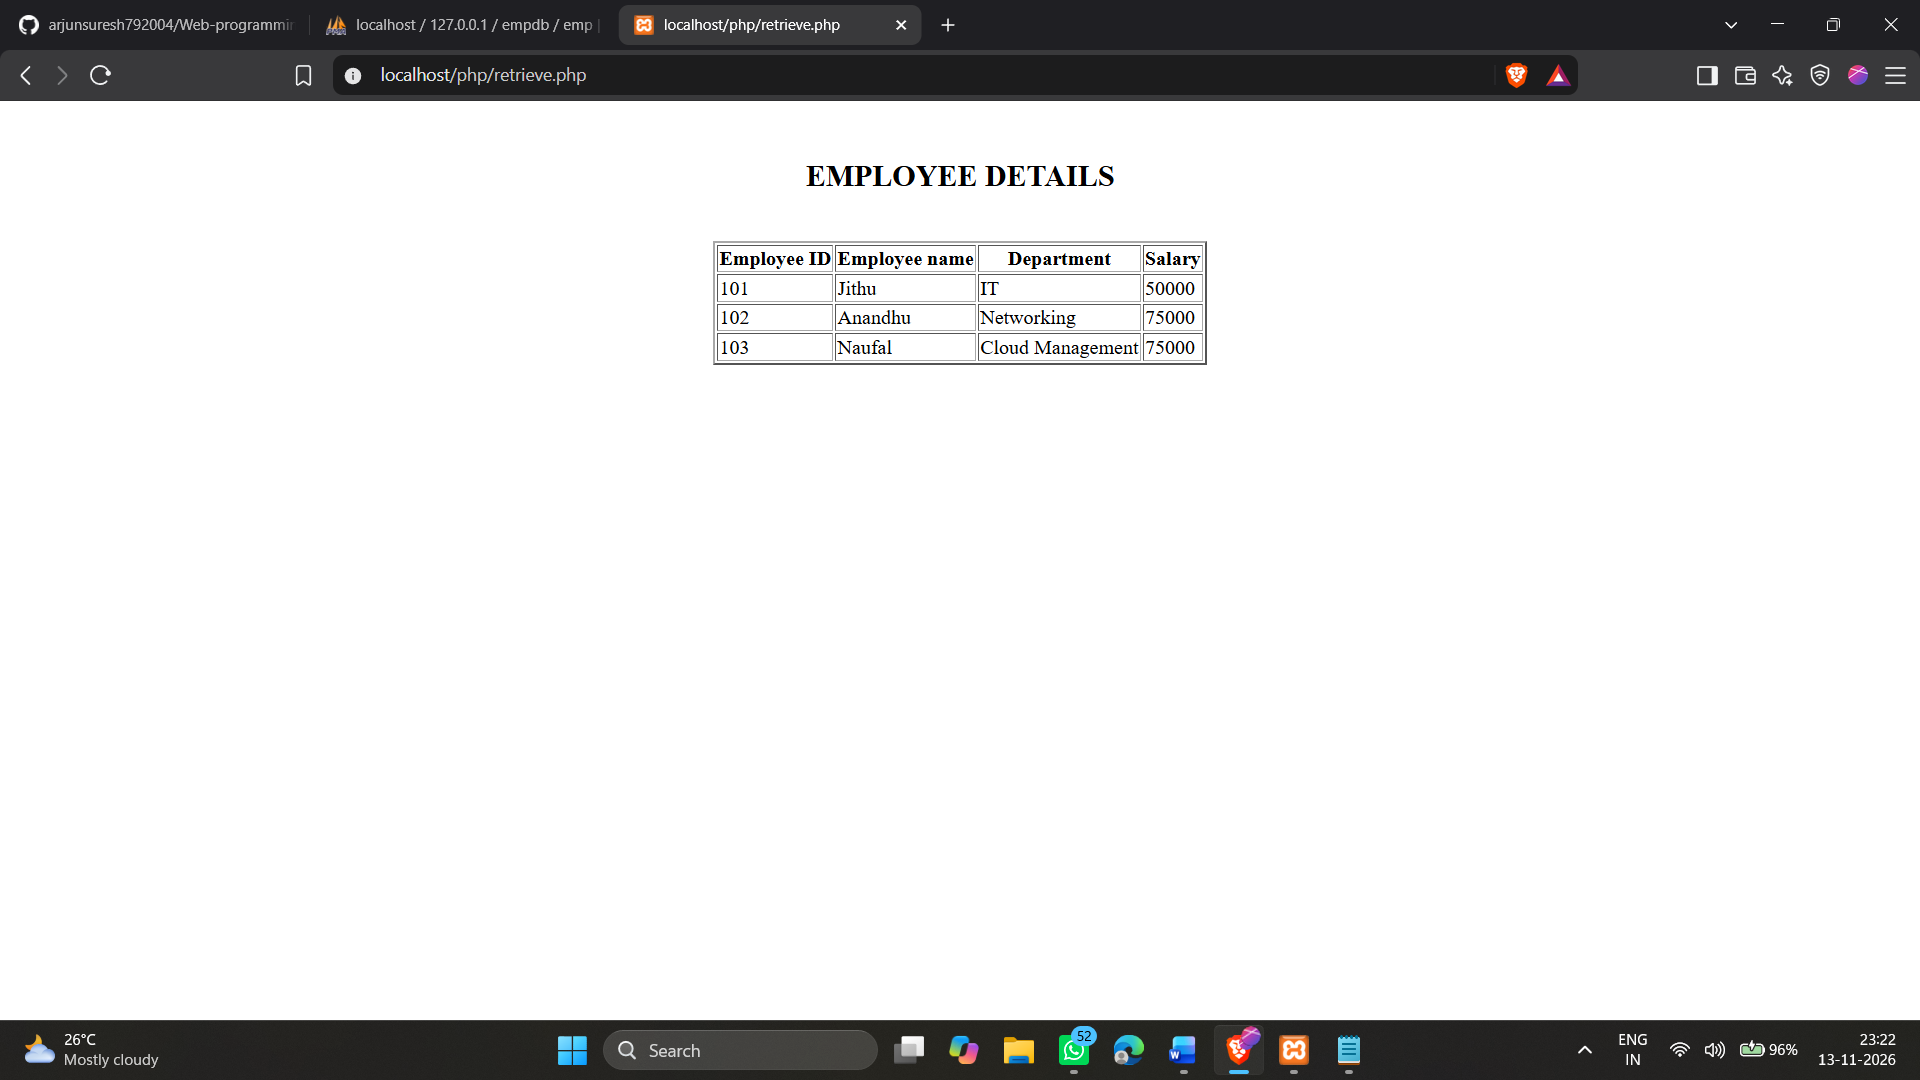 arjunsuresh792004/Web-programmin
localhost / 127.0.0.1 / empdb / emp |
localhost/php/retrieve.php
localhost/php/retrieve.php
EMPLOYEE DETAILS
Employee ID Employee name Department Salary
101 Jithu IT 50000
102 Anandhu Networking 75000
103 Naufal Cloud Management 75000
26°C
Mostly cloudy
Search
52
ENG
IN
96%
23:22
13-11-2026